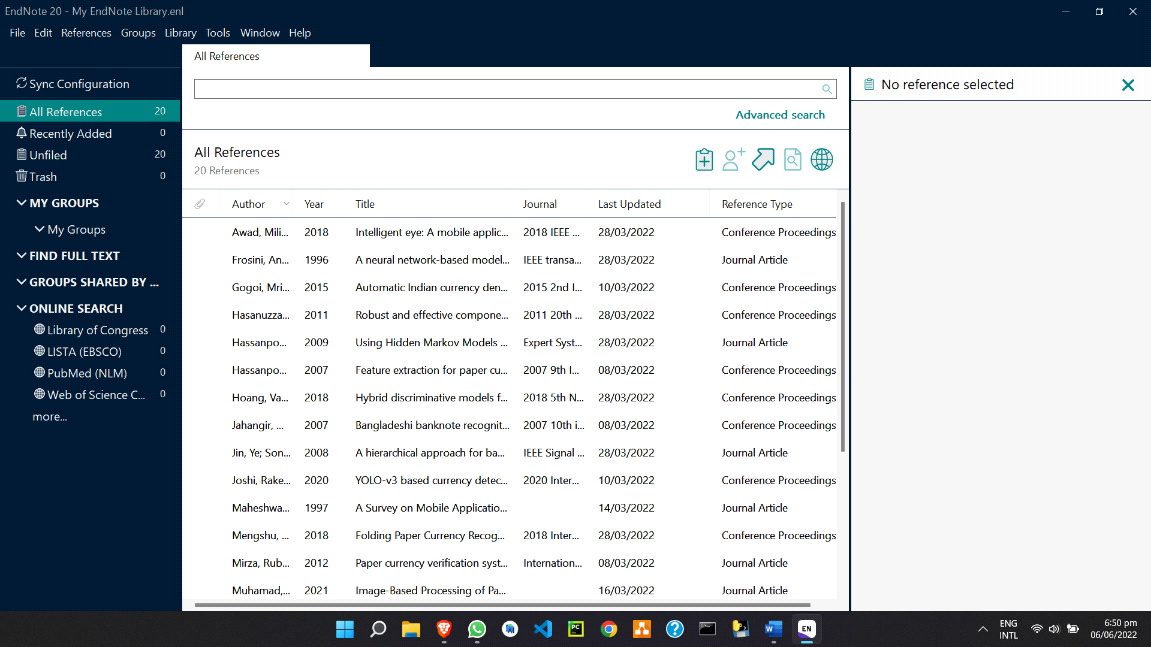 EndNote 20 - My EndNote Library.enl
File Edit References Groups Library Tools Window Help
All References
Sync Configuration
All References 20
Recently Added 0
Unfiled 20
Trash 0
MY GROUPS
My Groups
FIND FULL TEXT
GROUPS SHARED BY ...
ONLINE SEARCH
Library of Congress 0
LISTA (EBSCO) 0
PubMed (NLM) 0
Web of Science C... 0
more...
Advanced search
All References
20 References
Author Year Title Journal Last Updated Reference Type
Awad, Mili... 2018 Intelligent eye: A mobile applic... 2018 IEEE ... 28/03/2022 Conference Proceedings
Frosini, An... 1996 A neural network-based model... IEEE transa... 28/03/2022 Journal Article
Gogoi, Mri... 2015 Automatic Indian currency den... 2015 2nd I... 10/03/2022 Conference Proceedings
Hasanuzza... 2011 Robust and effective compone... 2011 20th ... 28/03/2022 Conference Proceedings
Hassanpo... 2009 Using Hidden Markov Models ... Expert Syst... 28/03/2022 Journal Article
Hassanpo... 2007 Feature extraction for paper cu... 2007 9th I... 08/03/2022 Conference Proceedings
Hoang, Va... 2018 Hybrid discriminative models f... 2018 5th N... 28/03/2022 Conference Proceedings
Jahangir, ... 2007 Bangladeshi banknote recognit... 2007 10th i... 08/03/2022 Conference Proceedings
Jin, Ye; Son... 2008 A hierarchical approach for ba... IEEE Signal ... 28/03/2022 Journal Article
Joshi, Rake... 2020 YOLO-v3 based currency detec... 2020 Inter... 10/03/2022 Conference Proceedings
Maheshwa... 1997 A Survey on Mobile Applicatio... 14/03/2022 Journal Article
Mengshu, ... 2018 Folding Paper Currency Recog... 2018 Inter... 28/03/2022 Conference Proceedings
Mirza, Rub... 2012 Paper currency verification syst... Internation... 08/03/2022 Journal Article
Muhamad,... 2021 Image-Based Processing of Pa... 16/03/2022 Journal Article
No reference selected
PC
EN
ENG
INTL
6:50 pm
06/06/2022